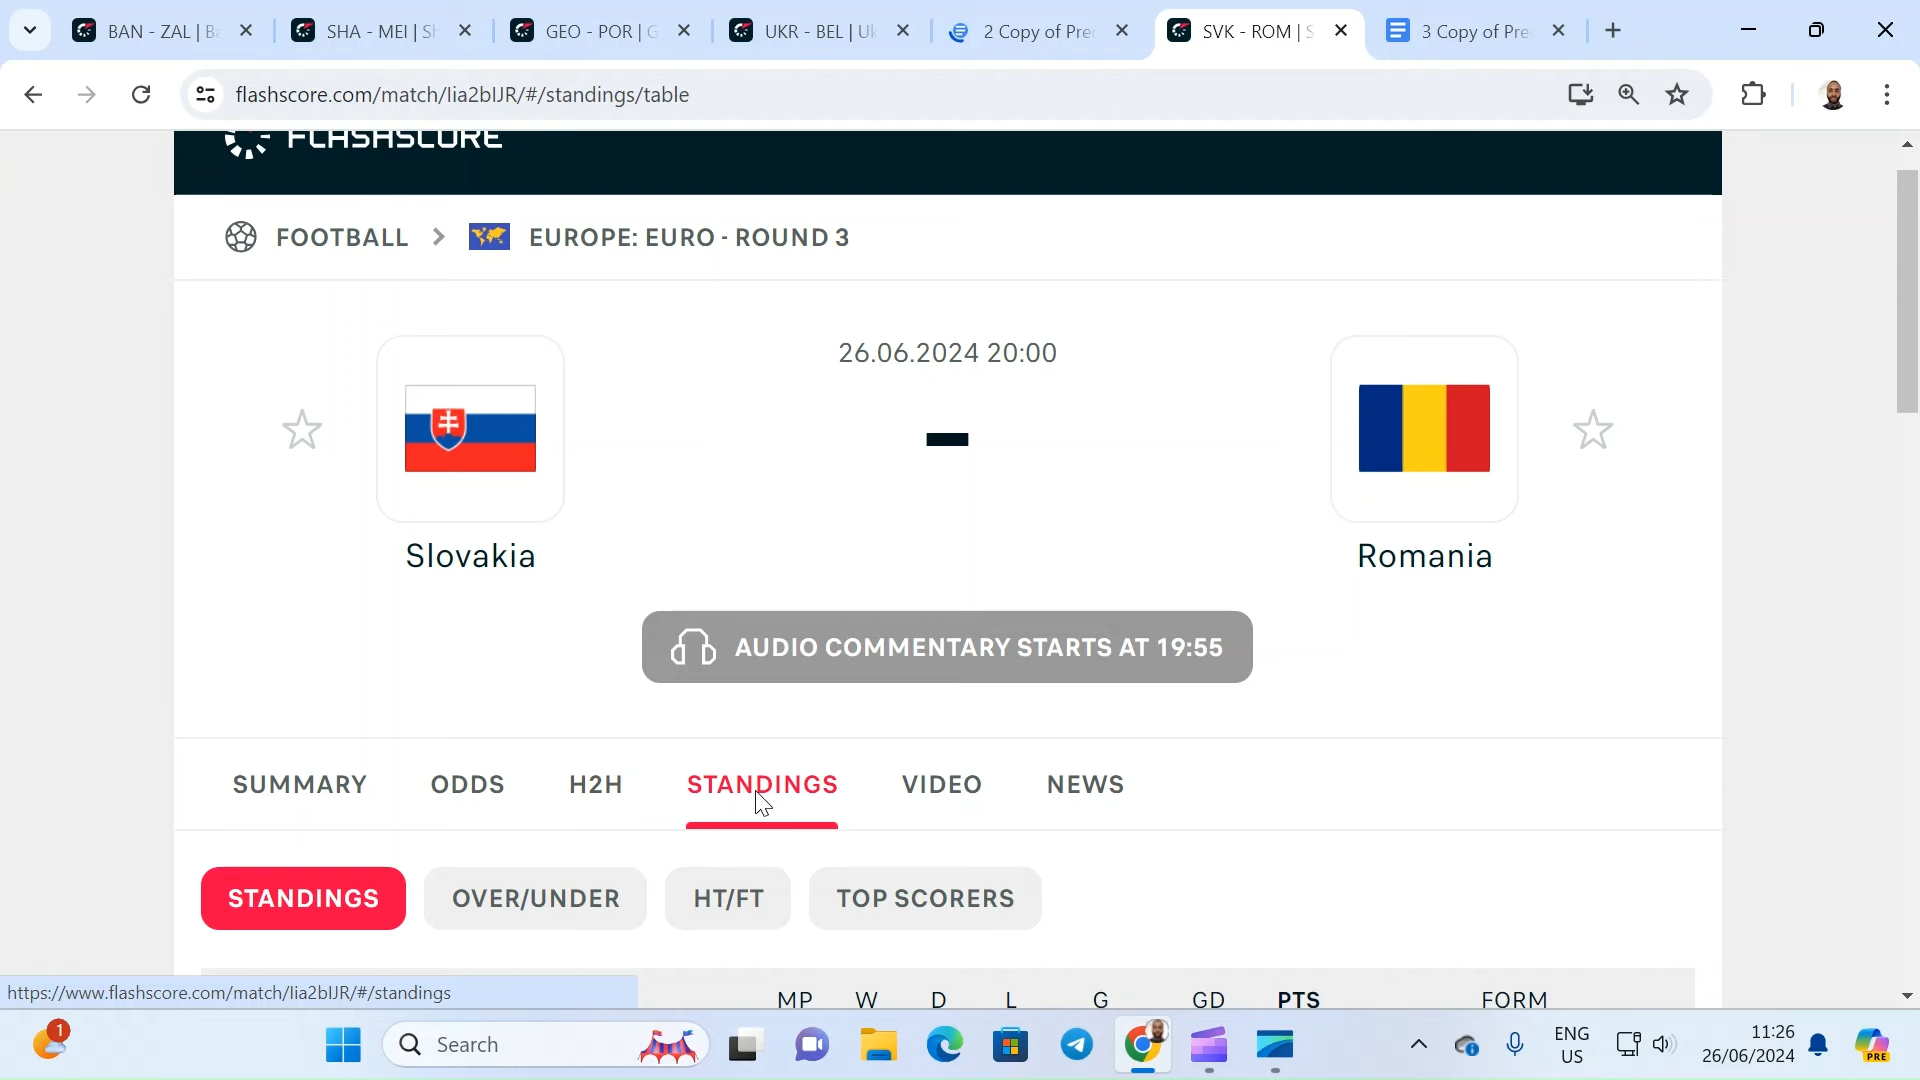 BAN - ZAL | Ba
SHA - MEI | Sh
GEO - POR | G
UKR - BEL | Uk
2 Copy of Pre
SVK - ROM | S
3 Copy of Pre
flashscore.com/match/lia2bIJR/#/standings/table
FLASHSCORE
FOOTBALL > EUROPE: EURO - ROUND 3
26.06.2024 20:00
-
Slovakia
Romania
AUDIO COMMENTARY STARTS AT 19:55
SUMMARY ODDS H2H STANDINGS VIDEO NEWS
STANDINGS OVER/UNDER HT/FT TOP SCORERS
MP W D L G GD PTS FORM
https://www.flashscore.com/match/lia2bIJR/#/standings
1
Search
ENG
US
11:26
26/06/2024
PRE